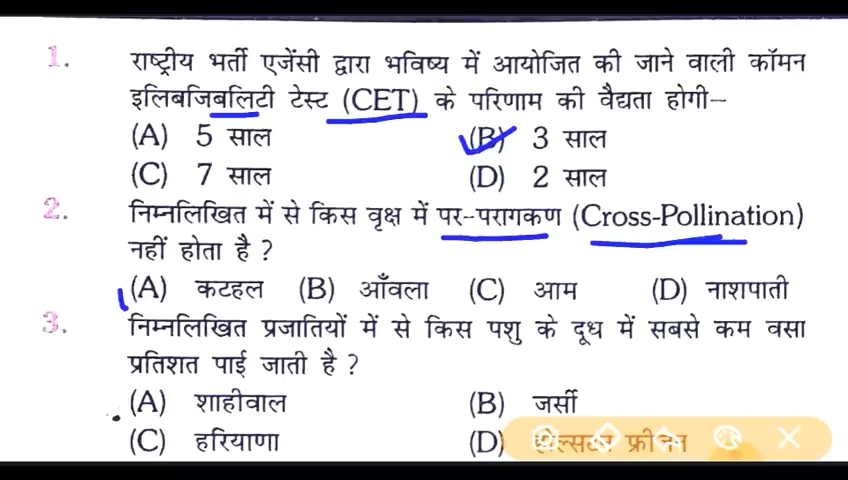 1. राष्ट्रीय भर्ती एजेंसी द्वारा भविष्य में आयोजित की जाने वाली कॉमन
इलिबजिबलिटी टेस्ट (CET) के परिणाम की वैद्यता होगी–
(A) 5 साल (B) 3 साल
(C) 7 साल (D) 2 साल
2. निम्नलिखित में से किस वृक्ष में पर-परागकण (Cross-Pollination)
नहीं होता है ?
(A) कटहल (B) आँवला (C) आम (D) नाशपाती
3. निम्नलिखित प्रजातियों में से किस पशु के दूध में सबसे कम वसा
प्रतिशत पाई जाती है ?
(A) शाहीवाल (B) जर्सी
(C) हरियाणा (D)